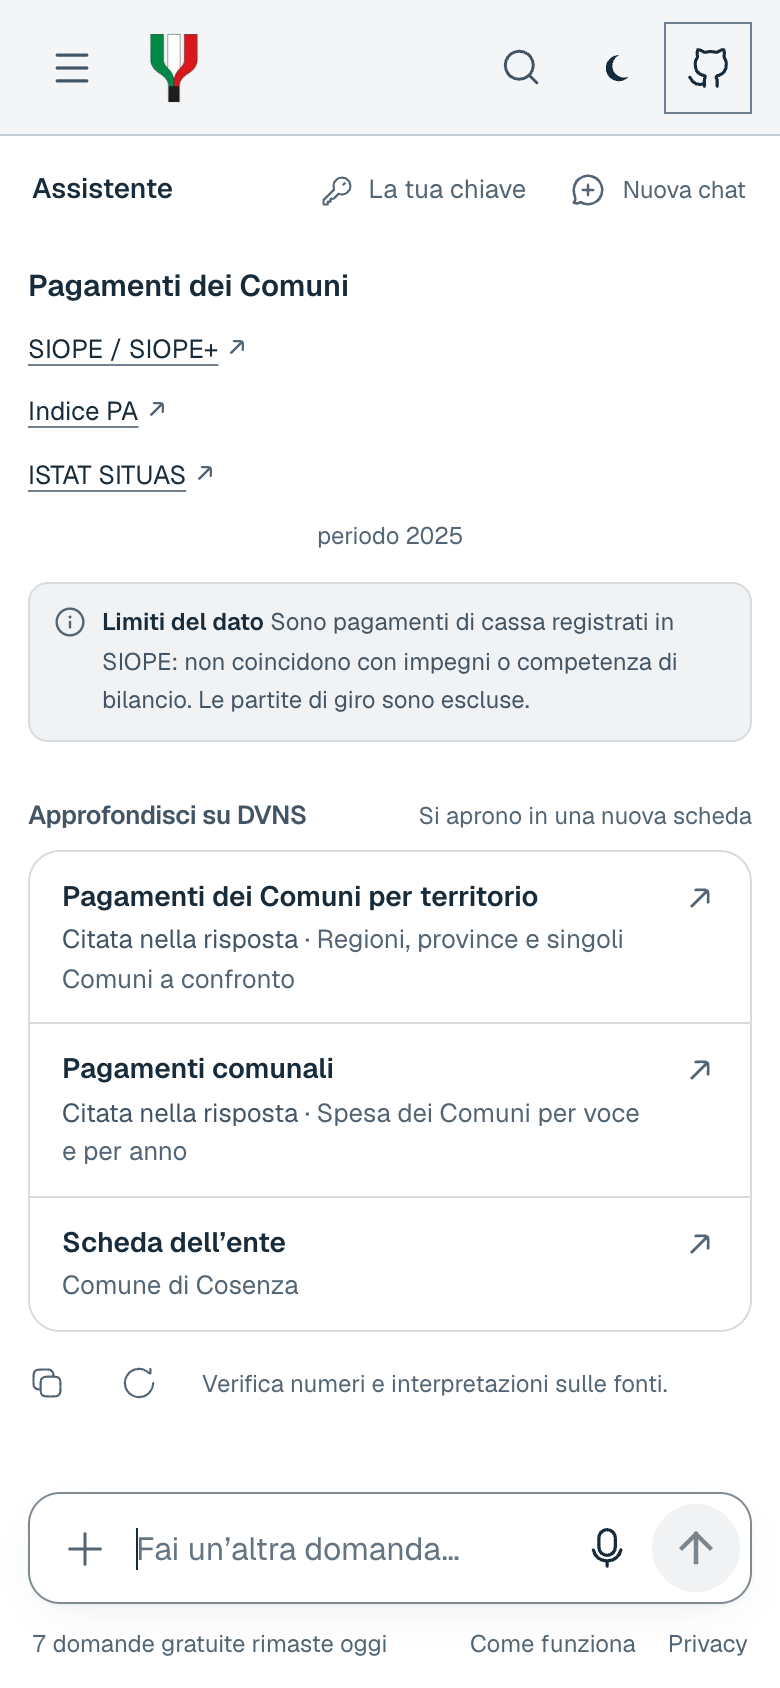 Assistente
La tua chiave
Nuova chat
Pagamenti dei Comuni
SIOPE / SIOPE+
Indice PA
ISTAT SITUAS
periodo 2025
Limiti del dato Sono pagamenti di cassa registrati in
SIOPE: non coincidono con impegni o competenza di
bilancio. Le partite di giro sono escluse.
Approfondisci su DVNS
Si aprono in una nuova scheda
Pagamenti dei Comuni per territorio
Citata nella risposta · Regioni, province e singoli
Comuni a confronto
Pagamenti comunali
Citata nella risposta · Spesa dei Comuni per voce
e per anno
Scheda dell’ente
Comune di Cosenza
Verifica numeri e interpretazioni sulle fonti.
Fai un’altra domanda…
7 domande gratuite rimaste oggi
Come funziona
Privacy